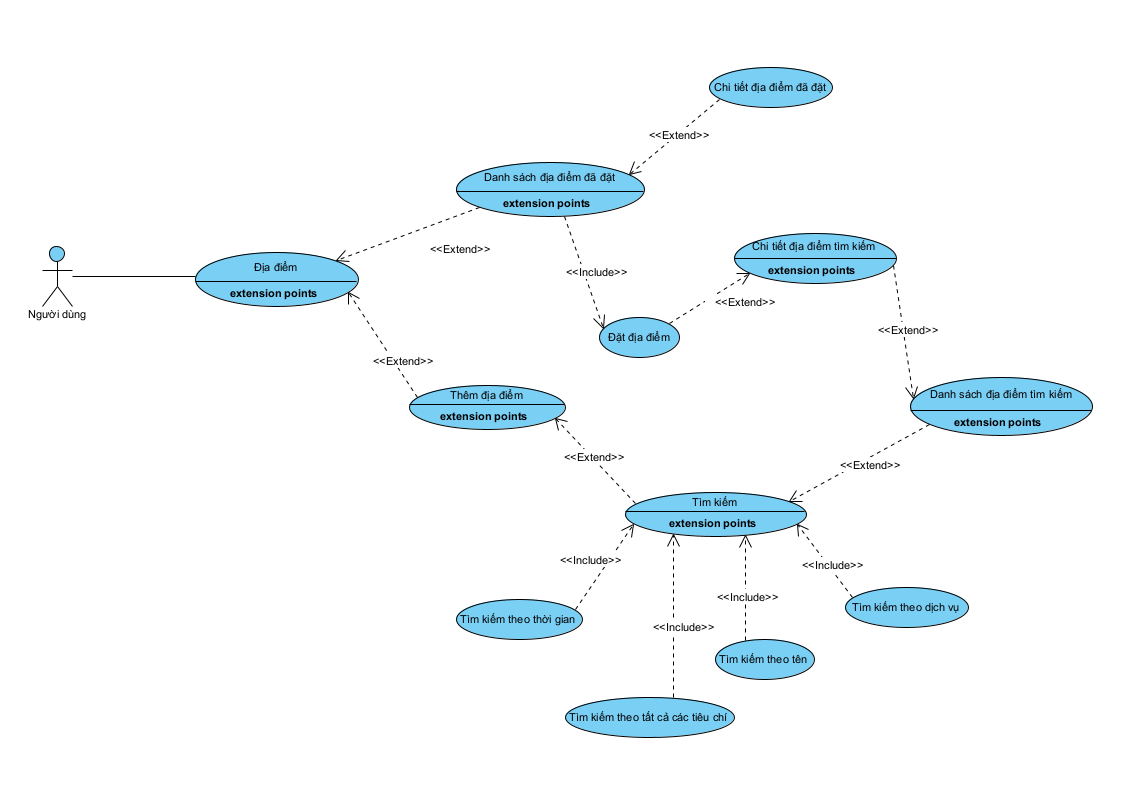 Chi tiết địa điểm đã đặt
<<Extend>>
Danh sách địa điểm đã đặt
extension points
<<Extend>>
Chi tiết địa điểm tìm kiếm
extension points
Địa điểm
extension points
<<Include>>
<<Extend>>
Người dùng
Đặt địa điểm
<<Extend>>
<<Extend>>
Danh sách địa điểm tìm kiếm
extension points
Thêm địa điểm
extension points
<<Extend>>
<<Extend>>
Tìm kiếm
extension points
<<Include>>
<<Include>>
<<Include>>
<<Include>>
Tìm kiếm theo thời gian
Tìm kiếm theo dịch vụ
Tìm kiếm theo tên
Tìm kiếm theo tất cả các tiêu chí